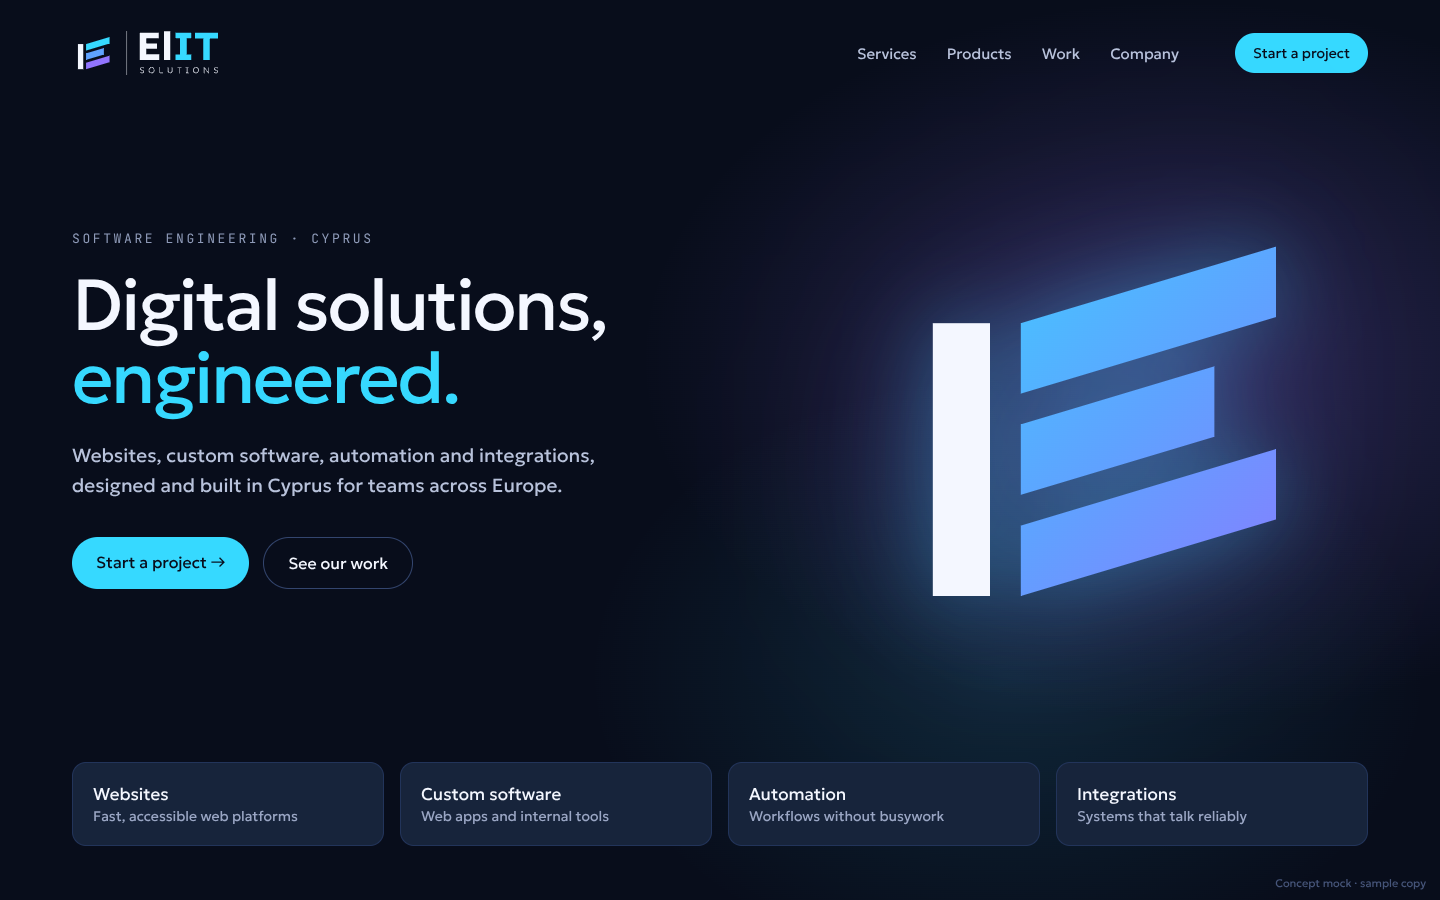 ElIT
SOLUTIONS
Services Products Work Company Start a project
SOFTWARE ENGINEERING · CYPRUS
Digital solutions,
engineered.
Websites, custom software, automation and integrations,
designed and built in Cyprus for teams across Europe.
Start a project → See our work
Websites
Fast, accessible web platforms
Custom software
Web apps and internal tools
Automation
Workflows without busywork
Integrations
Systems that talk reliably
Concept mock · sample copy